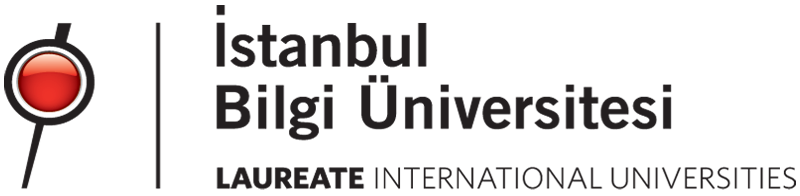 İstanbul
Bilgi Üniversitesi
LAUREATE INTERNATIONAL UNIVERSITIES